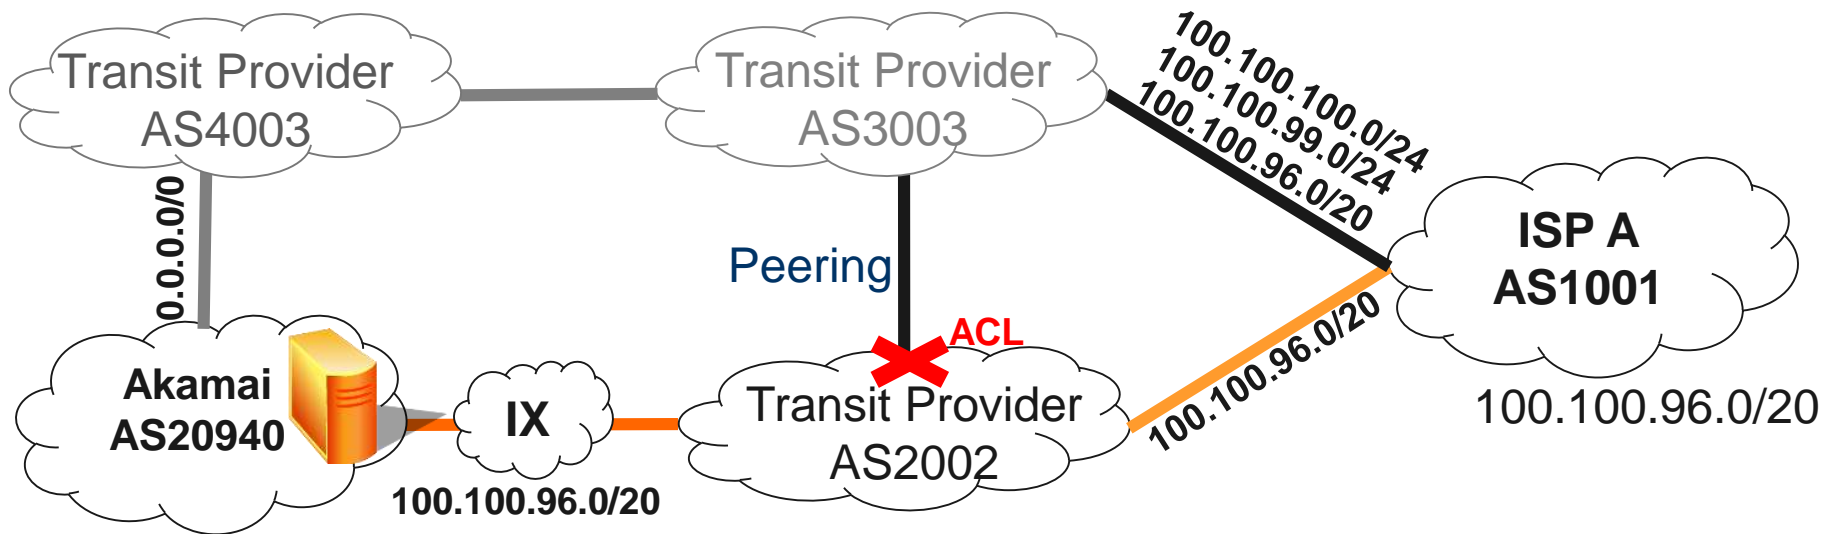 Transit Provider
AS4003
Transit Provider
AS3003
100.100.100.0/24
100.100.99.0/24
100.100.96.0/20
0.0.0.0/0
Peering
ISP A
AS1001
ACL
100.100.96.0/20
Akamai
AS20940
IX
Transit Provider
AS2002
100.100.96.0/20
100.100.96.0/20